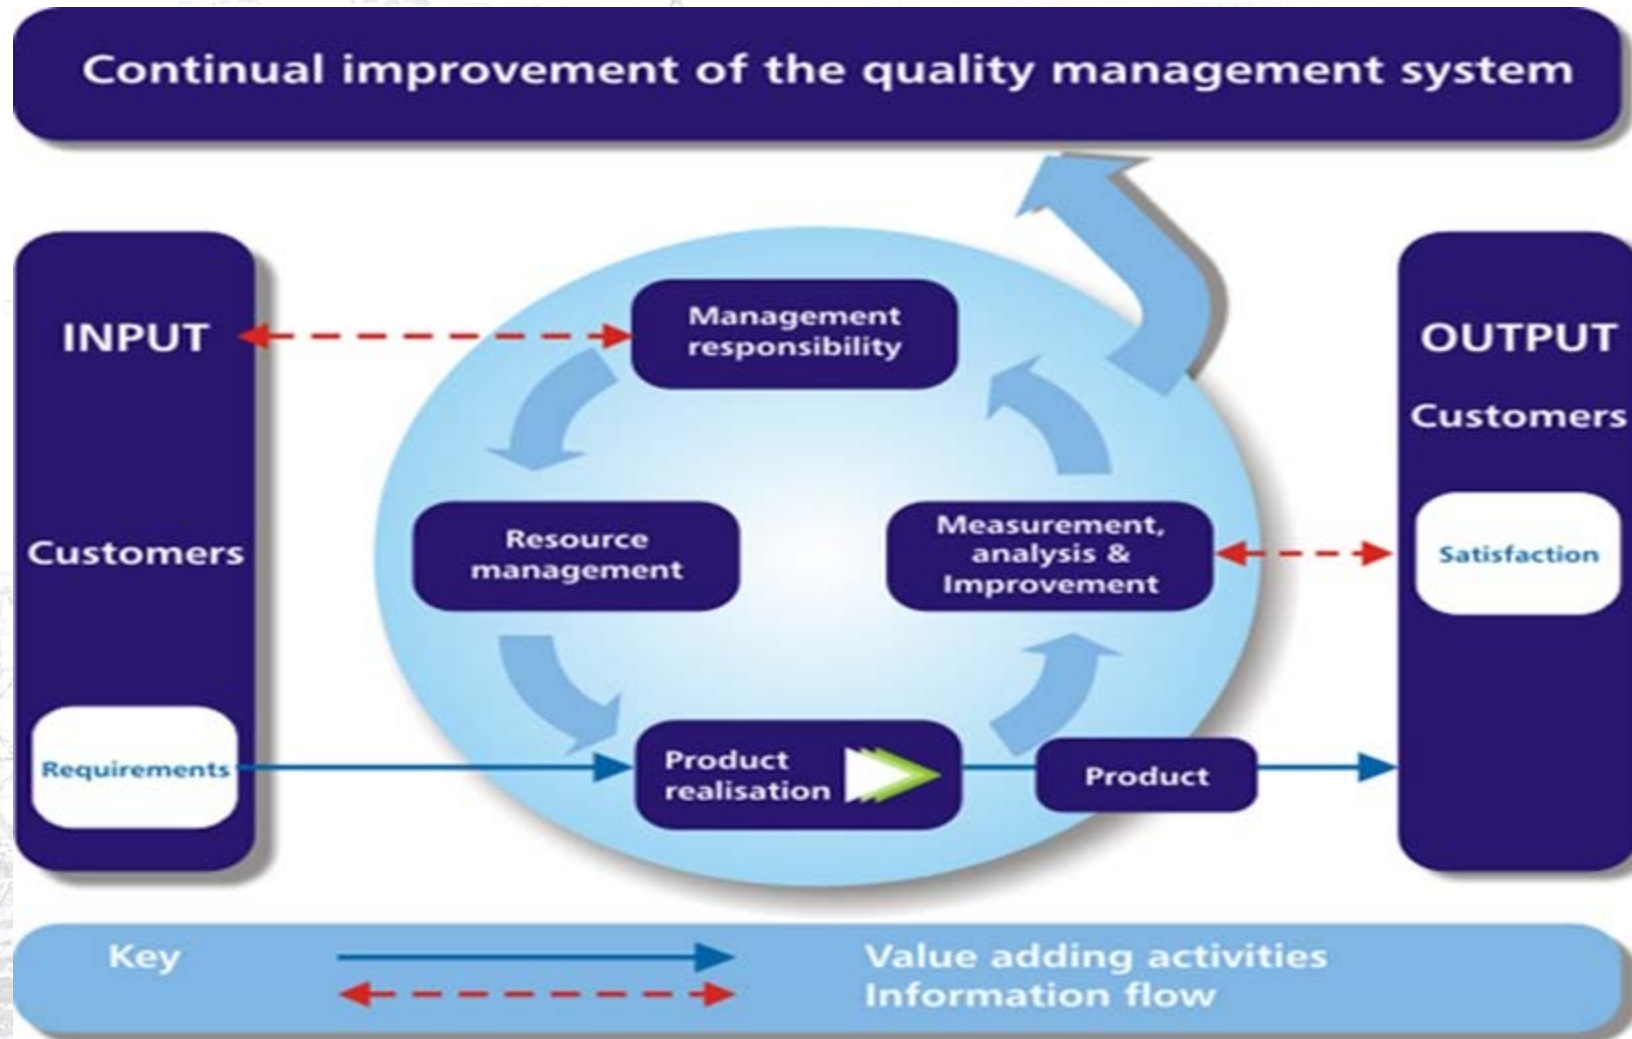 Continual improvement of the quality management system
INPUT
Customers
Requirements
Management
responsibility
Resource
management
Measurement,
analysis &
Improvement
Product
realisation
Product
OUTPUT
Customers
Satisfaction
Key
Value adding activities
Information flow